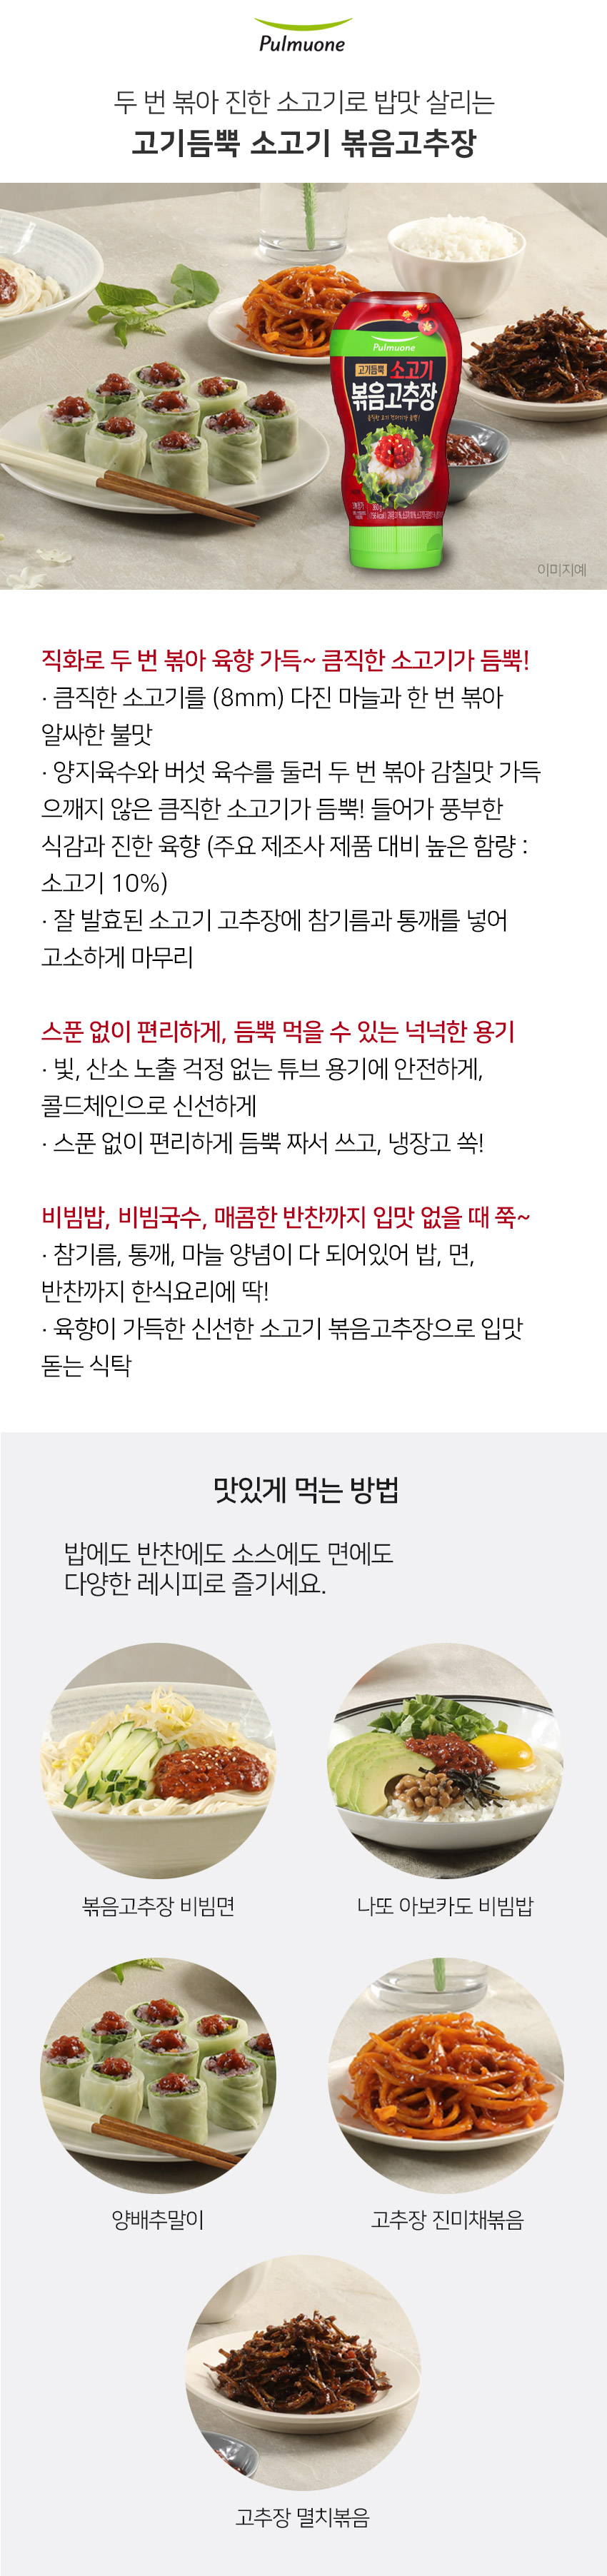 Pulmuone
두 번 볶아 진한 소고기로 밥맛 살리는
고기듬뿍 소고기 볶음고추장
Pulmuone
고기듬뿍 소고기
볶음고추장
360g
이미지예
직화로 두 번 볶아 육향 가득~ 큼직한 소고기가 듬뿍!
· 큼직한 소고기를 (8mm) 다진 마늘과 한 번 볶아
알싸한 불맛
· 양지육수와 버섯 육수를 둘러 두 번 볶아 감칠맛 가득
으깨지 않은 큼직한 소고기가 듬뿍! 들어가 풍부한
식감과 진한 육향 (주요 제조사 제품 대비 높은 함량 :
소고기 10%)
· 잘 발효된 소고기 고추장에 참기름과 통깨를 넣어
고소하게 마무리
스푼 없이 편리하게, 듬뿍 먹을 수 있는 넉넉한 용기
· 빛, 산소 노출 걱정 없는 튜브 용기에 안전하게,
콜드체인으로 신선하게
· 스푼 없이 편리하게 듬뿍 짜서 쓰고, 냉장고 쏙!
비빔밥, 비빔국수, 매콤한 반찬까지 입맛 없을 때 쭉~
· 참기름, 통깨, 마늘 양념이 다 되어있어 밥, 면,
반찬까지 한식요리에 딱!
· 육향이 가득한 신선한 소고기 볶음고추장으로 입맛
돋는 식탁
맛있게 먹는 방법
밥에도 반찬에도 소스에도 면에도
다양한 레시피로 즐기세요.
볶음고추장 비빔면
나또 아보카도 비빔밥
양배추말이
고추장 진미채볶음
고추장 멸치볶음